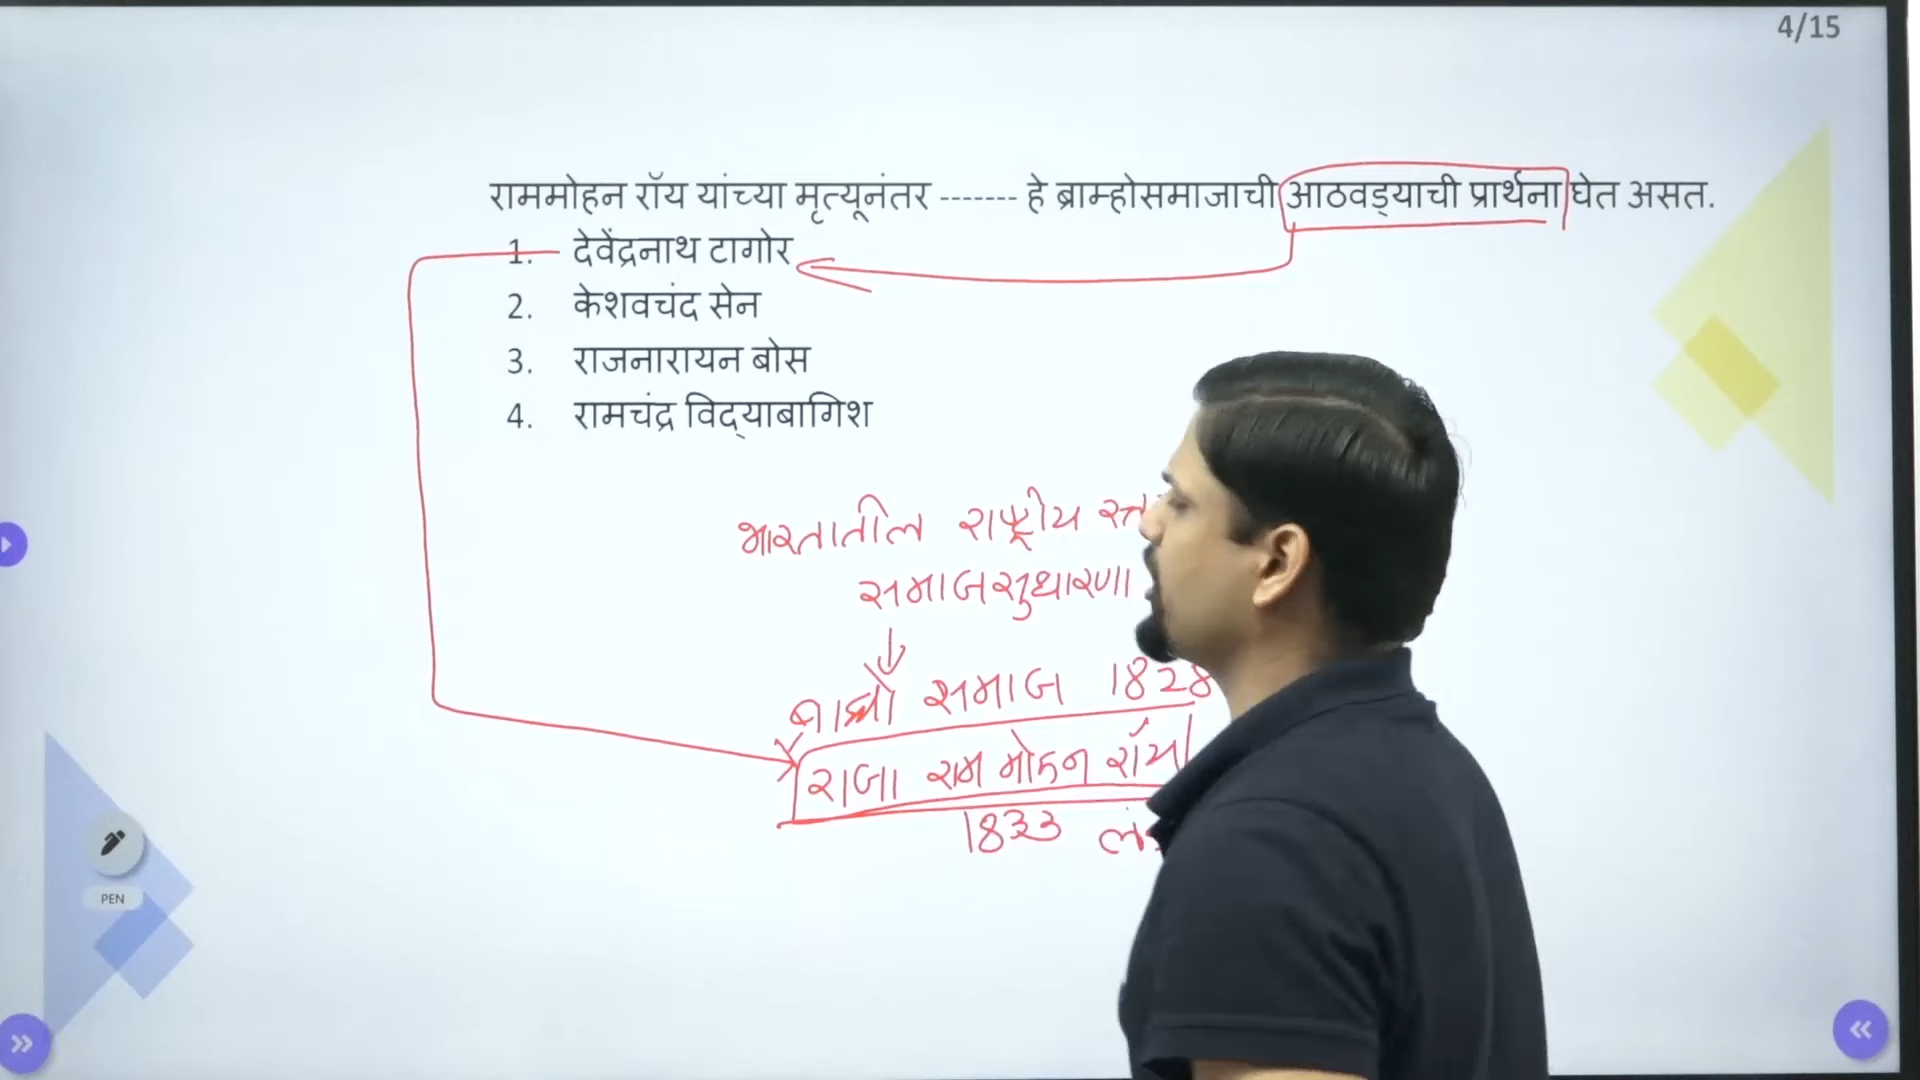 4/15
राममोहन रॉय यांच्या मृत्यूनंतर ------- हे ब्राम्होसमाजाची आठवड्याची प्रार्थना घेत असत.
1. देवेंद्रनाथ टागोर
2. केशवचंद सेन
3. राजनारायन बोस
4. रामचंद्र विद्याबागिश
भारतातील राष्ट्रीय
समाजसुधारणा
समाज 1828
राजा राम मोहन रॉय
1833
PEN